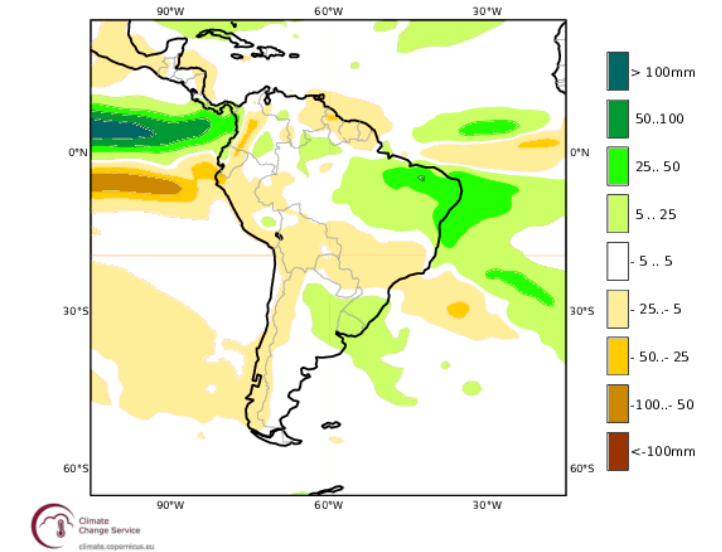 90°W 60°W 30°W
> 100mm
50..100
0°N 0°N
25.. 50
5 .. 25
- 5 .. 5
30°S - 25..- 5 30°S
- 50..- 25
-100..- 50
<-100mm
60°S 60°S
90°W 60°W 30°W
Climate
Change Service
climate.copernicus.eu